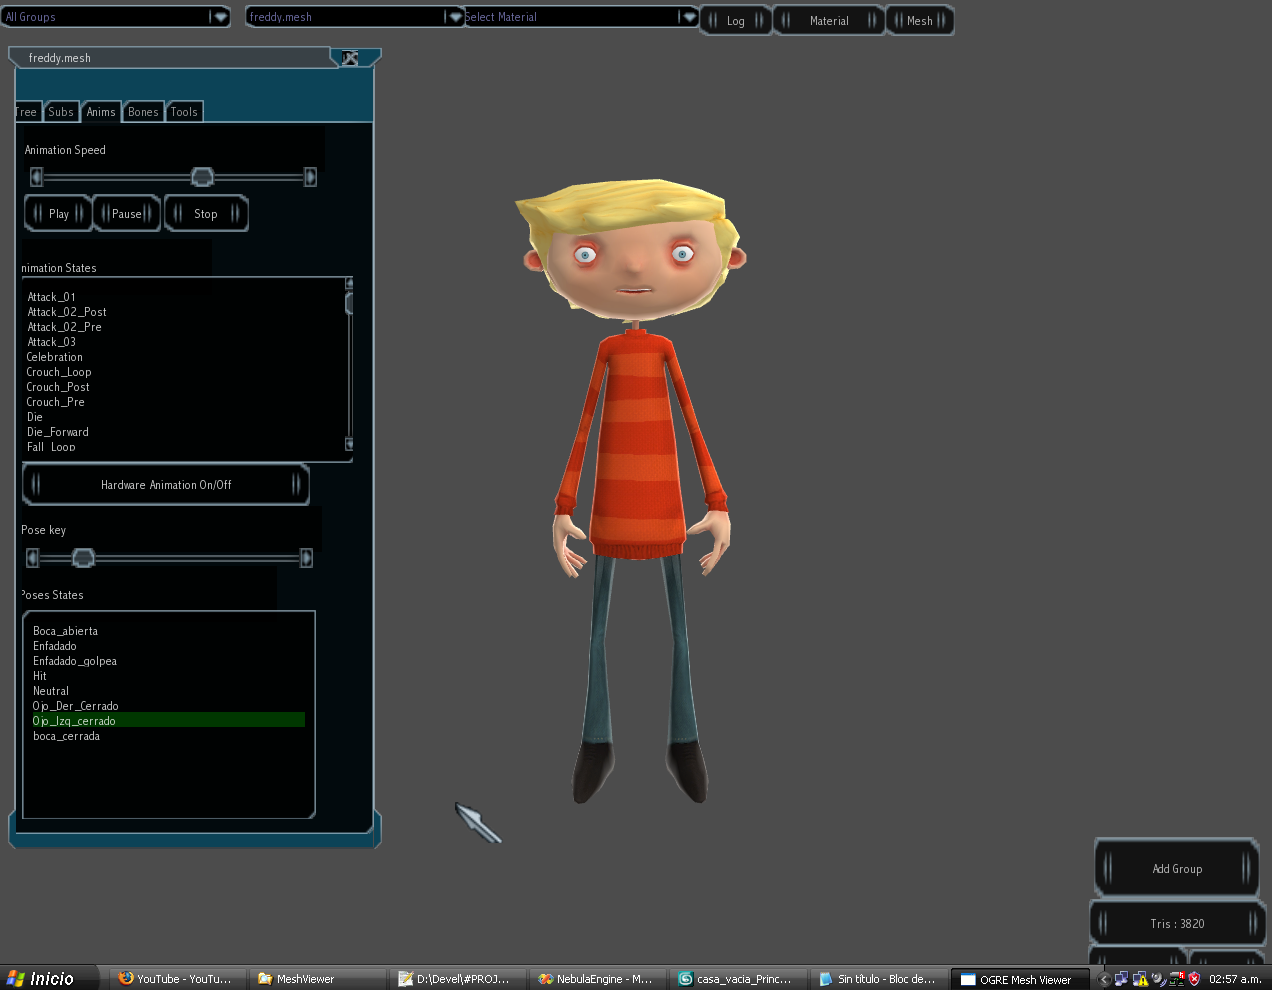 All Groups
freddy.mesh
Select Material
Log
Material
Mesh
freddy.mesh
Tree
Subs
Anims
Bones
Tools
Animation Speed
Play
Pause
Stop
nimation States
Attack_01
Attack_02_Post
Attack_02_Pre
Attack_03
Celebration
Crouch_Loop
Crouch_Post
Crouch_Pre
Die
Die_Forward
Fall_Loop
Hardware Animation On/Off
Pose key
Poses States
Boca_abierta
Enfadado
Enfadado_golpea
Hit
Neutral
Ojo_Der_Cerrado
Ojo_Izq_cerrado
boca_cerrada
Add Group
Tris : 3820
Inicio
YouTube - YouTu...
MeshViewer
D:\Devel\#PROJ...
NebulaEngine - M...
casa_vacia_Princ...
Sin título - Bloc de...
OGRE Mesh Viewer
02:57 a.m.